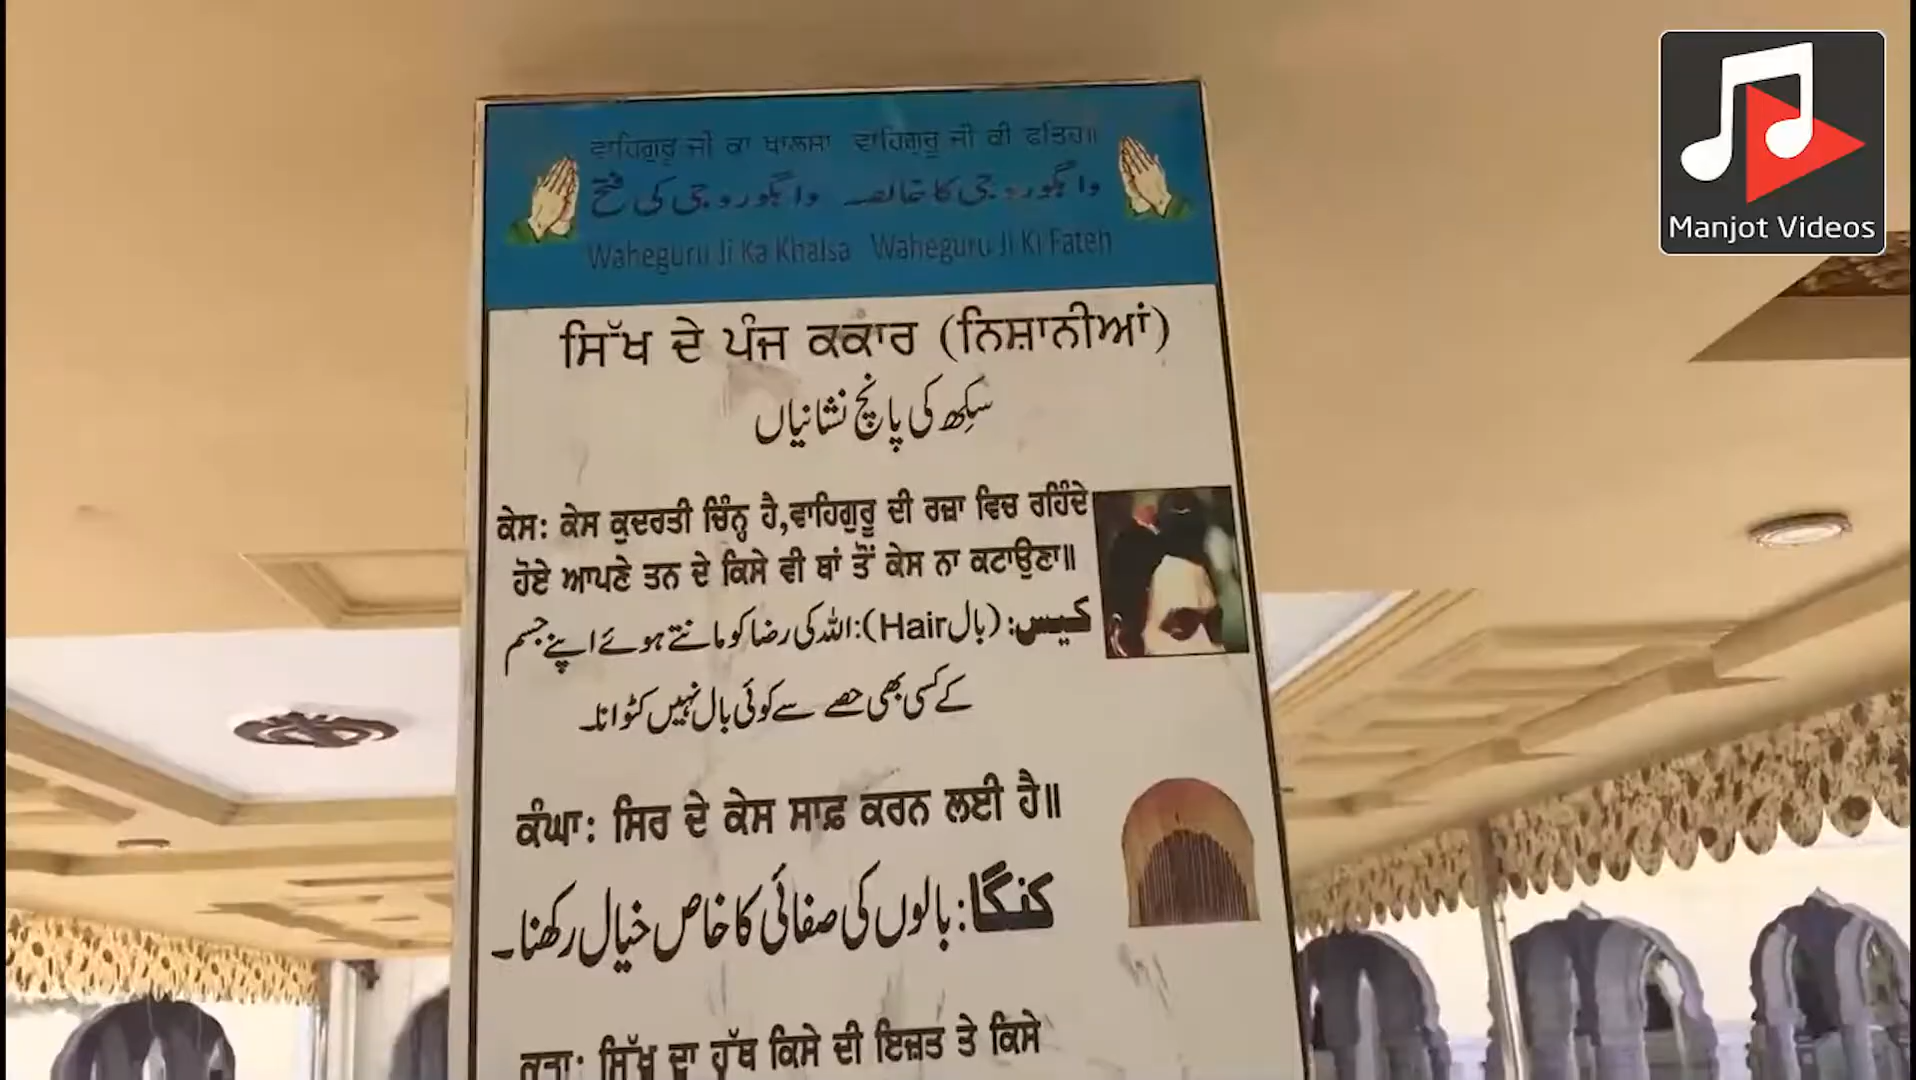 ਵਾਹਿਗੁਰੂ ਜੀ ਕਾ ਖਾਲਸਾ ਵਾਹਿਗੁਰੂ ਜੀ ਕੀ ਫਤਿਹ॥
واہگورو جی کا خالصہ واہگورو جی کی فتح
Waheguru Ji Ka Khalsa Waheguru Ji Ki Fateh
ਸਿੱਖ ਦੇ ਪੰਜ ਕਕਾਰ (ਨਿਸ਼ਾਨੀਆਂ)
سِکھ کی پانچ نشانیاں
ਕੇਸ: ਕੇਸ ਕੁਦਰਤੀ ਚਿੰਨ੍ਹ ਹੈ,ਵਾਹਿਗੁਰੂ ਦੀ ਰਜ਼ਾ ਵਿਚ ਰਹਿੰਦੇ
ਹੋਏ ਆਪਣੇ ਤਨ ਦੇ ਕਿਸੇ ਵੀ ਥਾਂ ਤੋਂ ਕੇਸ ਨਾ ਕਟਾਉਣਾ॥
کیس: (بال Hair): اللہ کی رضا کو مانتے ہوئے اپنے جسم
کے کسی بھی حصے سے کوئی بال نہیں کٹوانا۔
ਕੰਘਾ: ਸਿਰ ਦੇ ਕੇਸ ਸਾਫ਼ ਕਰਨ ਲਈ ਹੈ॥
کنگا: بالوں کی صفائی کا خاص خیال رکھنا۔
ਕੜਾ: ਸਿੱਖ ਦਾ ਹੱਥ ਕਿਸੇ ਦੀ ਇਜ਼ਤ ਤੇ ਕਿਸੇ
Manjot Videos